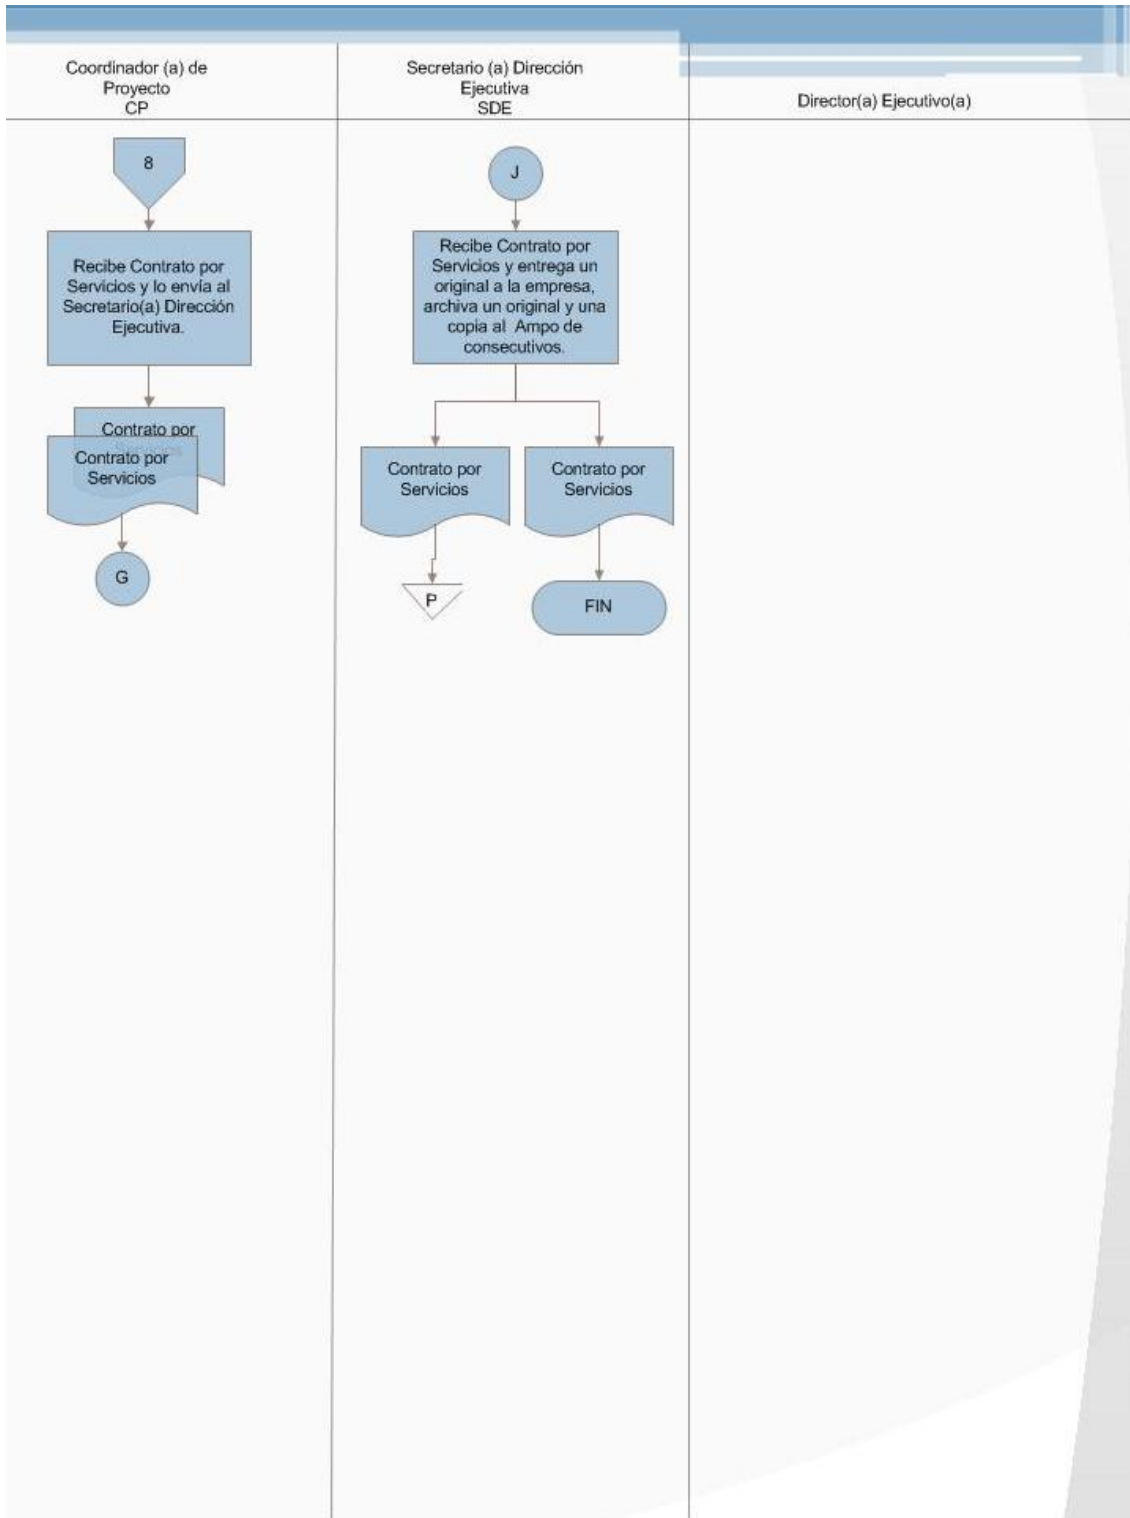 Coordinador (a) de
Proyecto
CP
Secretario (a) Dirección
Ejecutiva
SDE
Director(a) Ejecutivo(a)
8
Recibe Contrato por
Servicios y lo envía al
Secretario(a) Dirección
Ejecutiva.
Contrato por
Servicios
Contrato por
Servicios
G
J
Recibe Contrato por
Servicios y entrega un
original a la empresa,
archiva un original y una
copia al Ampo de
consecutivos.
Contrato por
Servicios
Contrato por
Servicios
P
FIN